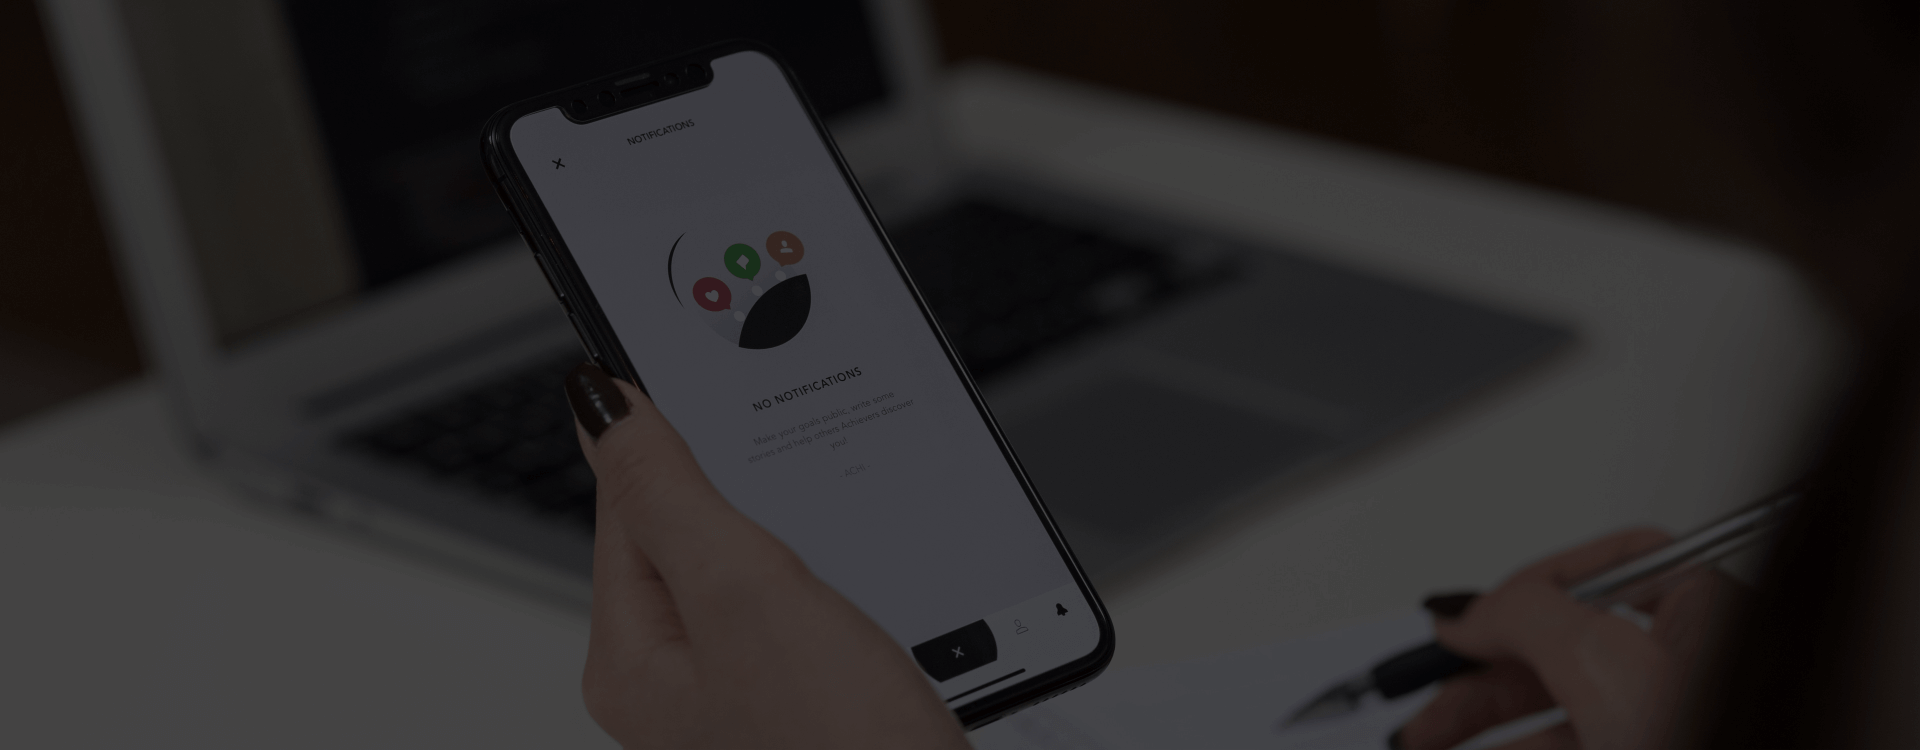 NOTIFICATIONS
NO NOTIFICATIONS
Make your goals public, write some
stories and help others Achievers discover
you!
- ACHI -